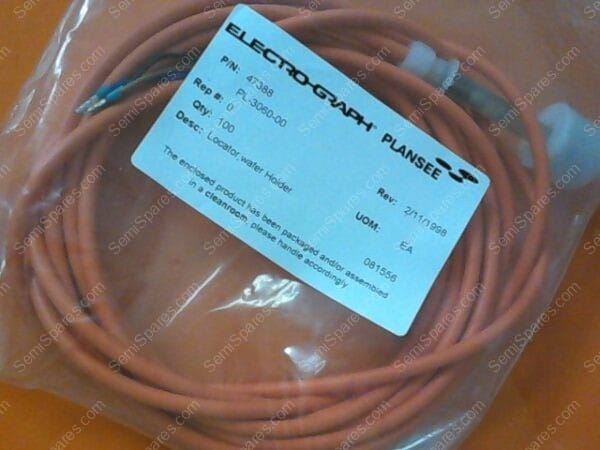 ELECTRO-GRAPH® PLANSEE
P/N: 47388
PL-3060-00
Rep #: 0
Qty: 100
Desc: Locator,wafer Holder
Rev: 2/11/1998
UOM: EA
081556
The enclosed product has been packaged and/or assembled
in a cleanroom, please handle accordingly
SemiSpares.com